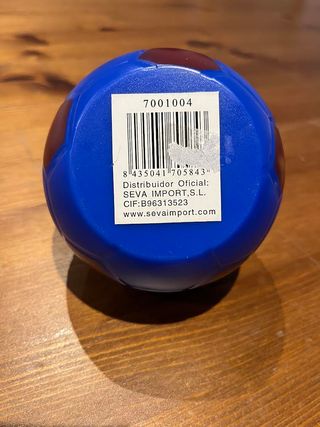 7001004
8 435041 705843
Distribuidor Oficial:
SEVA IMPORT,S.L.
CIF:B96313523
www.sevaimport.com